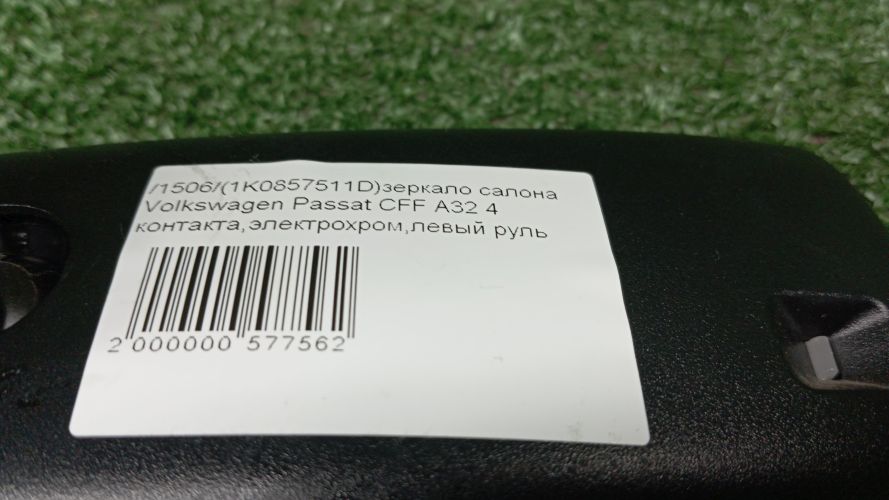 /1506/(1K0857511D)зеркало салона
Volkswagen Passat CFF A32 4
контакта,электрохром,левый руль
2 000000 577562